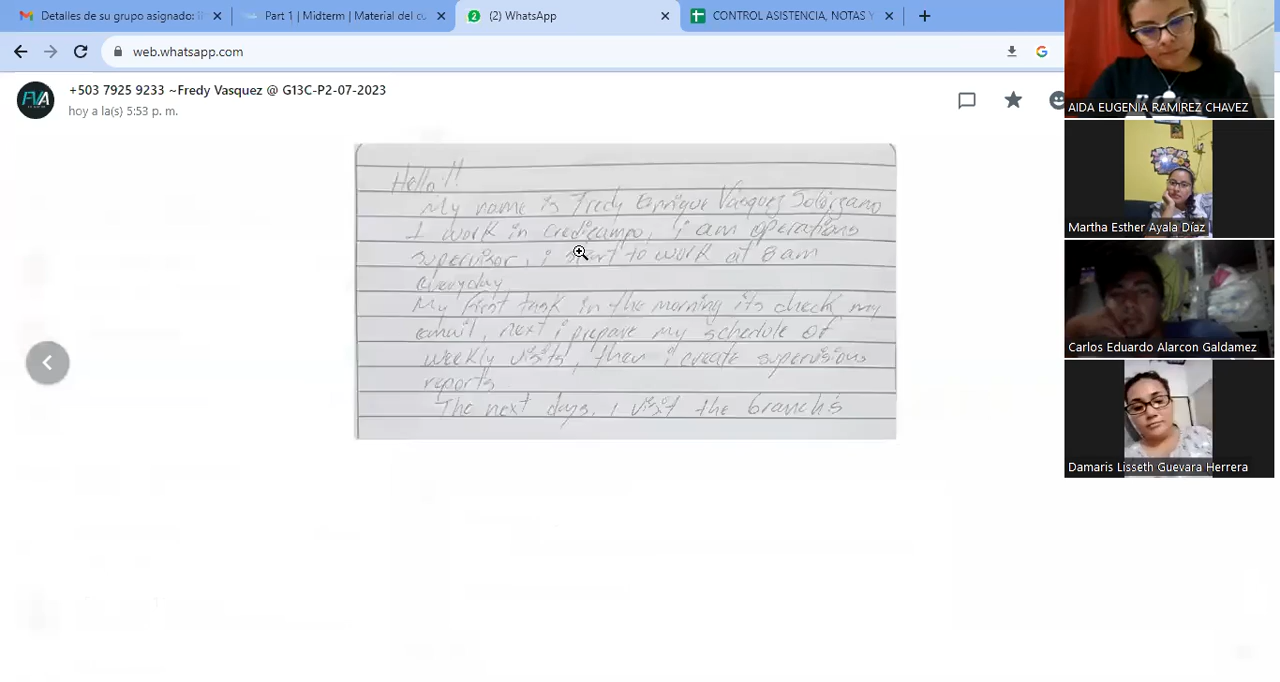 Detalles de su grupo asignado: i
Part 1 | Midterm | Material del cu
2
(2) WhatsApp
CONTROL ASISTENCIA, NOTAS Y
web.whatsapp.com
FVA
+503 7925 9233 ~Fredy Vasquez @ G13C-P2-07-2023
hoy a la(s) 5:53 p. m.
Hello!!
My name is Fredy Enrique Vasquez Solorzano
I work in Credicampo, i am operations
supervisor, i start to work at 8 am
everyday
My first task in the morning its check my
email next i prepare my schedule of
weekly visits, then i create supervisions
reports
The next days, i visit the branch's
AIDA EUGENIA RAMIREZ CHAVEZ
Martha Esther Ayala Díaz
Carlos Eduardo Alarcon Galdamez
Damaris Lisseth Guevara Herrera